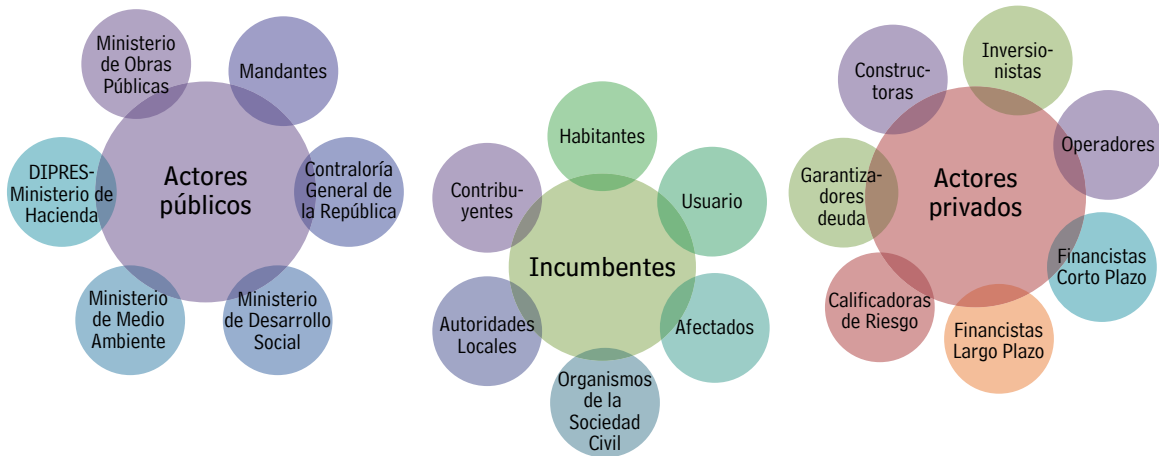 Ministerio
de Obras
Públicas
Mandantes
DIPRES-
Ministerio de
Hacienda
Actores
públicos
Contraloría
General de
la República
Ministerio
de Medio
Ambiente
Ministerio
de Desarrollo
Social
Habitantes
Contribu-
yentes
Usuario
Incumbentes
Autoridades
Locales
Afectados
Organismos
de la
Sociedad
Civil
Inversio-
nistas
Construc-
toras
Operadores
Garantiza-
dores
deuda
Actores
privados
Financistas
Corto Plazo
Calificadoras
de Riesgo
Financistas
Largo Plazo